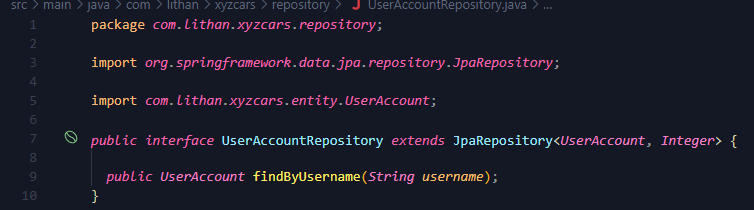 src > main > java > com > lithan > xyzcars > repository > J UserAccountRepository.java > ...
1 package com.lithan.xyzcars.repository;
2
3 import org.springframework.data.jpa.repository.JpaRepository;
4
5 import com.lithan.xyzcars.entity.UserAccount;
6
7 public interface UserAccountRepository extends JpaRepository<UserAccount, Integer> {
8
9 public UserAccount findByUsername(String username);
10 }